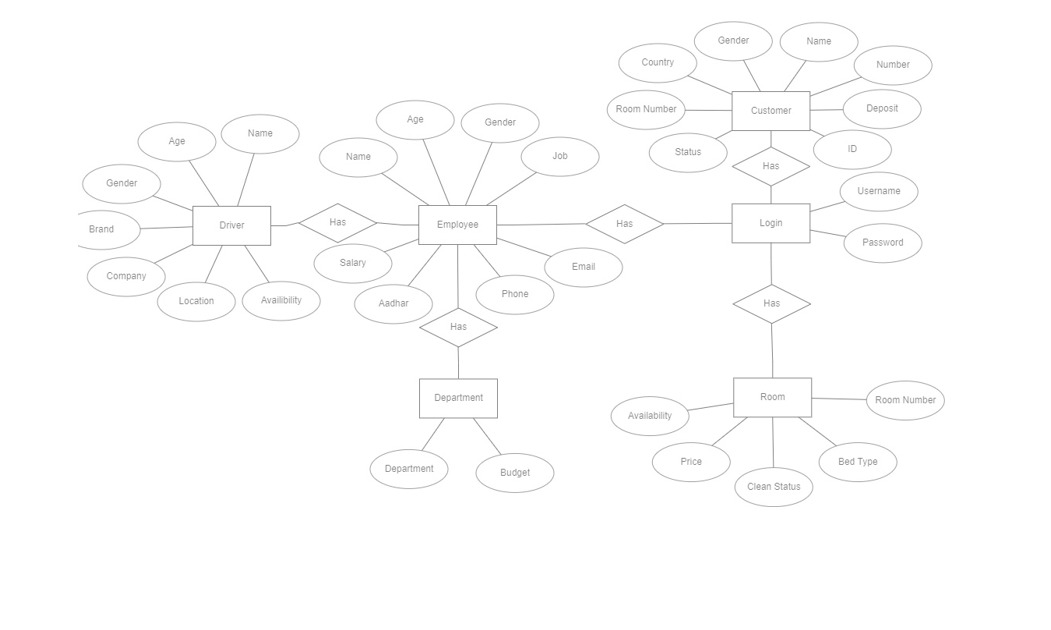 Gender
Name
Country
Number
Room Number
Customer
Deposit
Status
ID
Has
Age
Name
Gender
Brand
Driver
Company
Location
Availibility
Has
Age
Gender
Name
Job
Employee
Salary
Aadhar
Phone
Email
Has
Has
Login
Username
Password
Has
Department
Department
Budget
Room
Availability
Room Number
Price
Bed Type
Clean Status